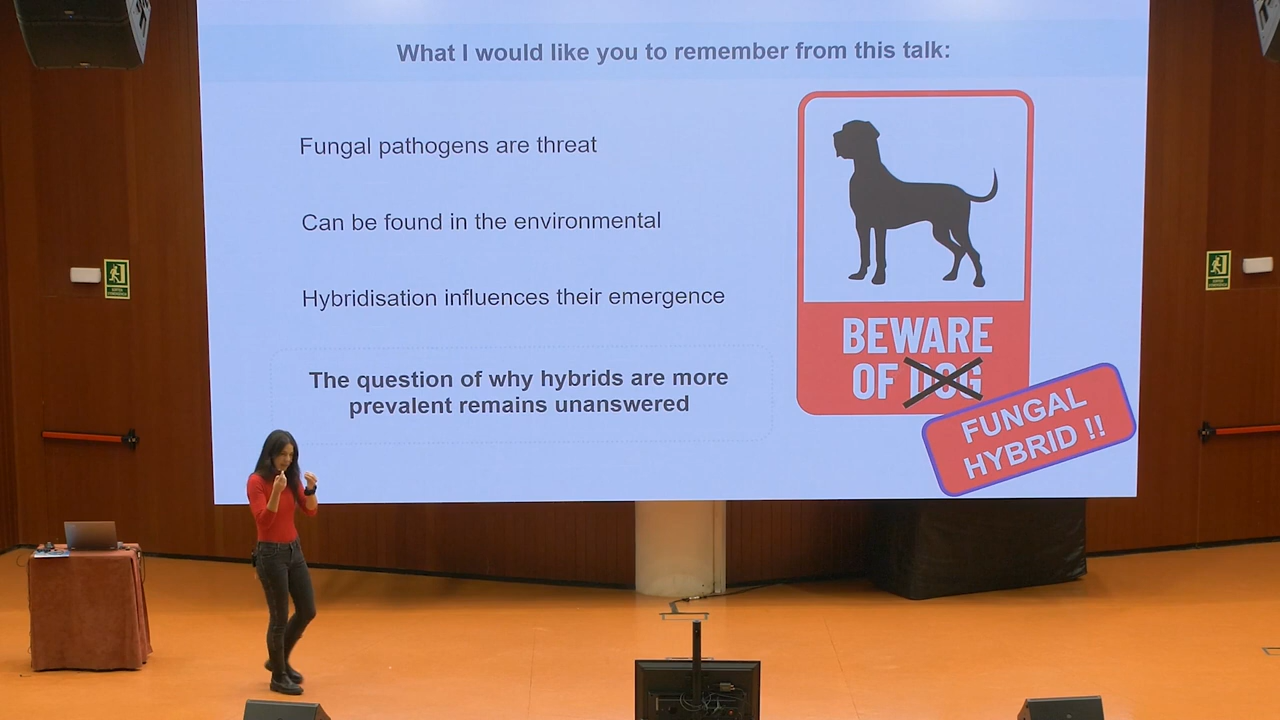 What I would like you to remember from this talk:
Fungal pathogens are threat
Can be found in the environmental
Hybridisation influences their emergence
The question of why hybrids are more
prevalent remains unanswered
BEWARE
OF DOG
FUNGAL
HYBRID !!